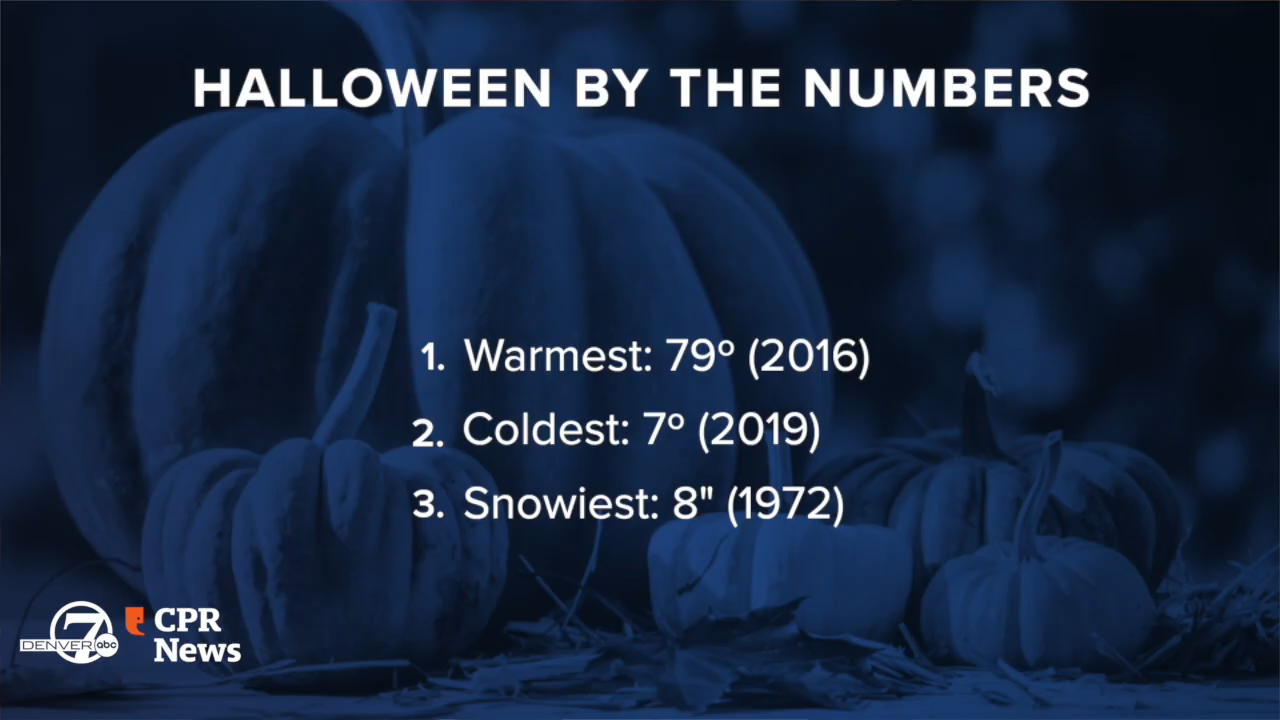 HALLOWEEN BY THE NUMBERS
1. Warmest: 79º (2016)
2. Coldest: 7º (2019)
3. Snowiest: 8" (1972)
DENVER 7 abc
CPR
News